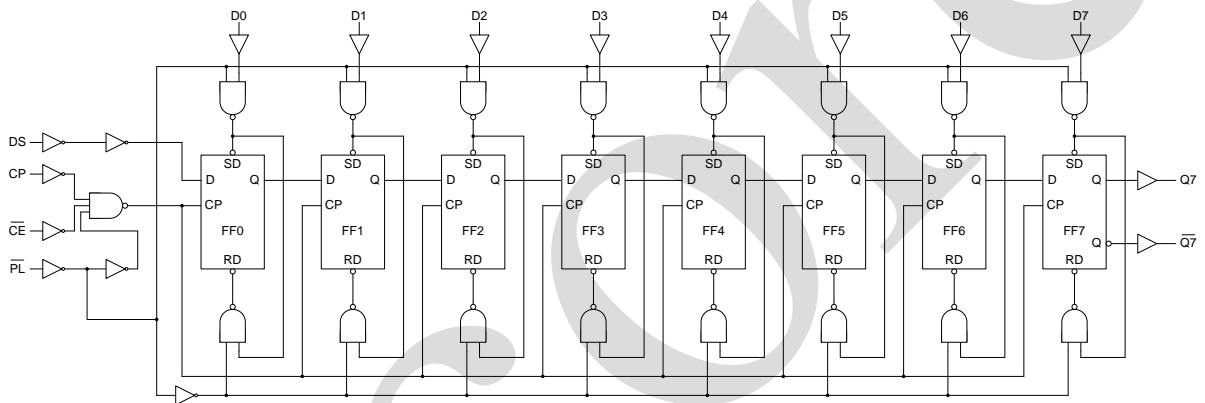 D0 D1 D2 D3 D4 D5 D6 D7
DS
CP
CE
PL
SD SD SD SD SD SD SD SD
D Q D Q D Q D Q D Q D Q D Q D Q Q7
CP CP CP CP CP CP CP CP
FF0 FF1 FF2 FF3 FF4 FF5 FF6 FF7
Q Q7
RD RD RD RD RD RD RD RD